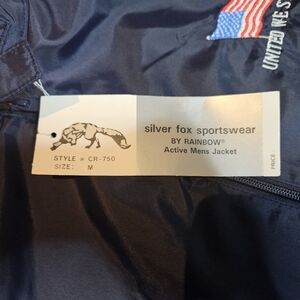 UNITED WE S
silver fox sportswear
BY RAINBOW®
Active Mens Jacket
STYLE # CR-750
SIZE: M
PRICE